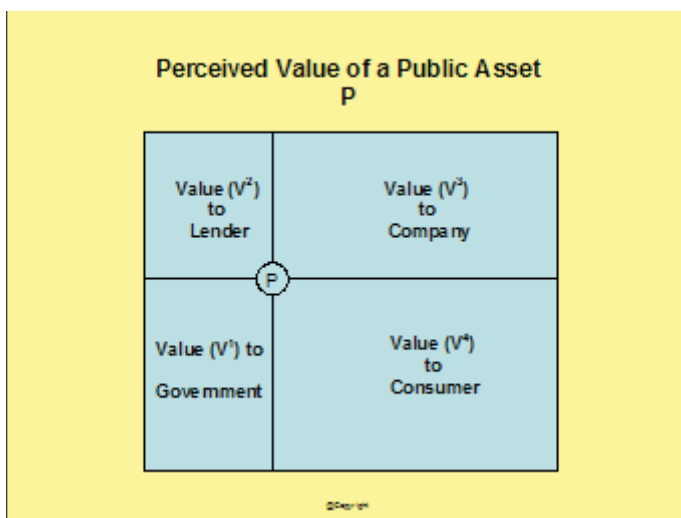 Perceived Value of a Public Asset
P
Value (V²)
to
Lender
Value (V³)
to
Company
P
Value (V¹) to
Government
Value (V⁴)
to
Consumer
©Copyright